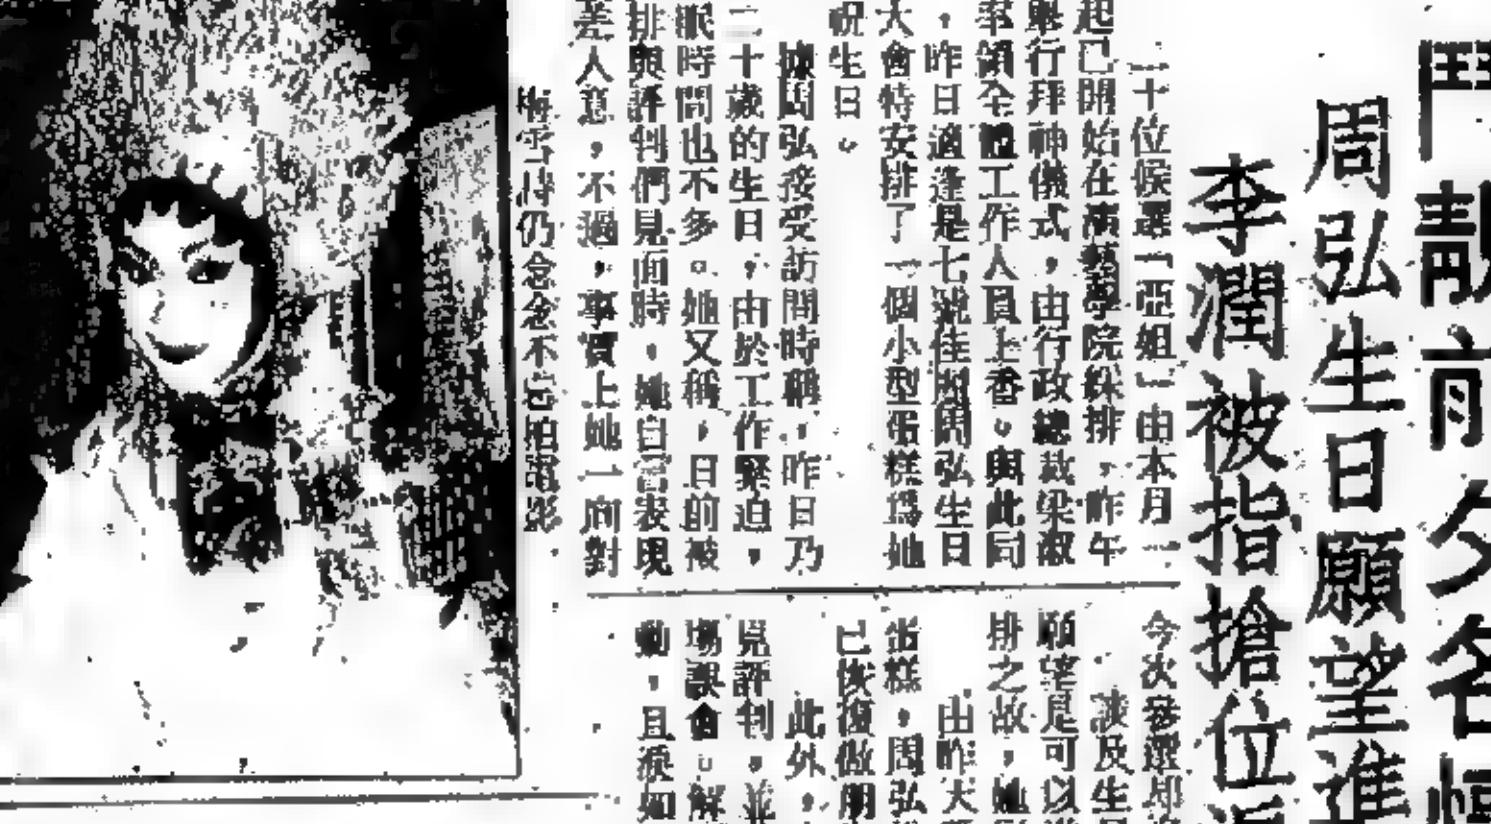 鬥靚
周弘生日願望進
李潤被指搶位
二十位候選「亞姐」由本月一
起已開始在演藝學院綵排，昨午
舉行拜神儀式，由行政總裁梁淑
率領全體工作人員上香。與此同
，昨日適逢是七號佳麗周弘生日
大會特安排了一個小型蛋糕爲她
祝生日。
據周弘接受訪問時稱，昨日乃
二十歲的生日，由於工作緊迫，
眠時間也不多。她又稱，日前被
排與評判們見面時，她自當表現
差人意，不過，事實上她一向對
今次參選
談及生
願望是可以
排之故，她
由昨天
蛋糕，周弘
已恢復做朋
此外，
見評判，並
場誤會。解
動，且淚如
仍念念不忘拍電影